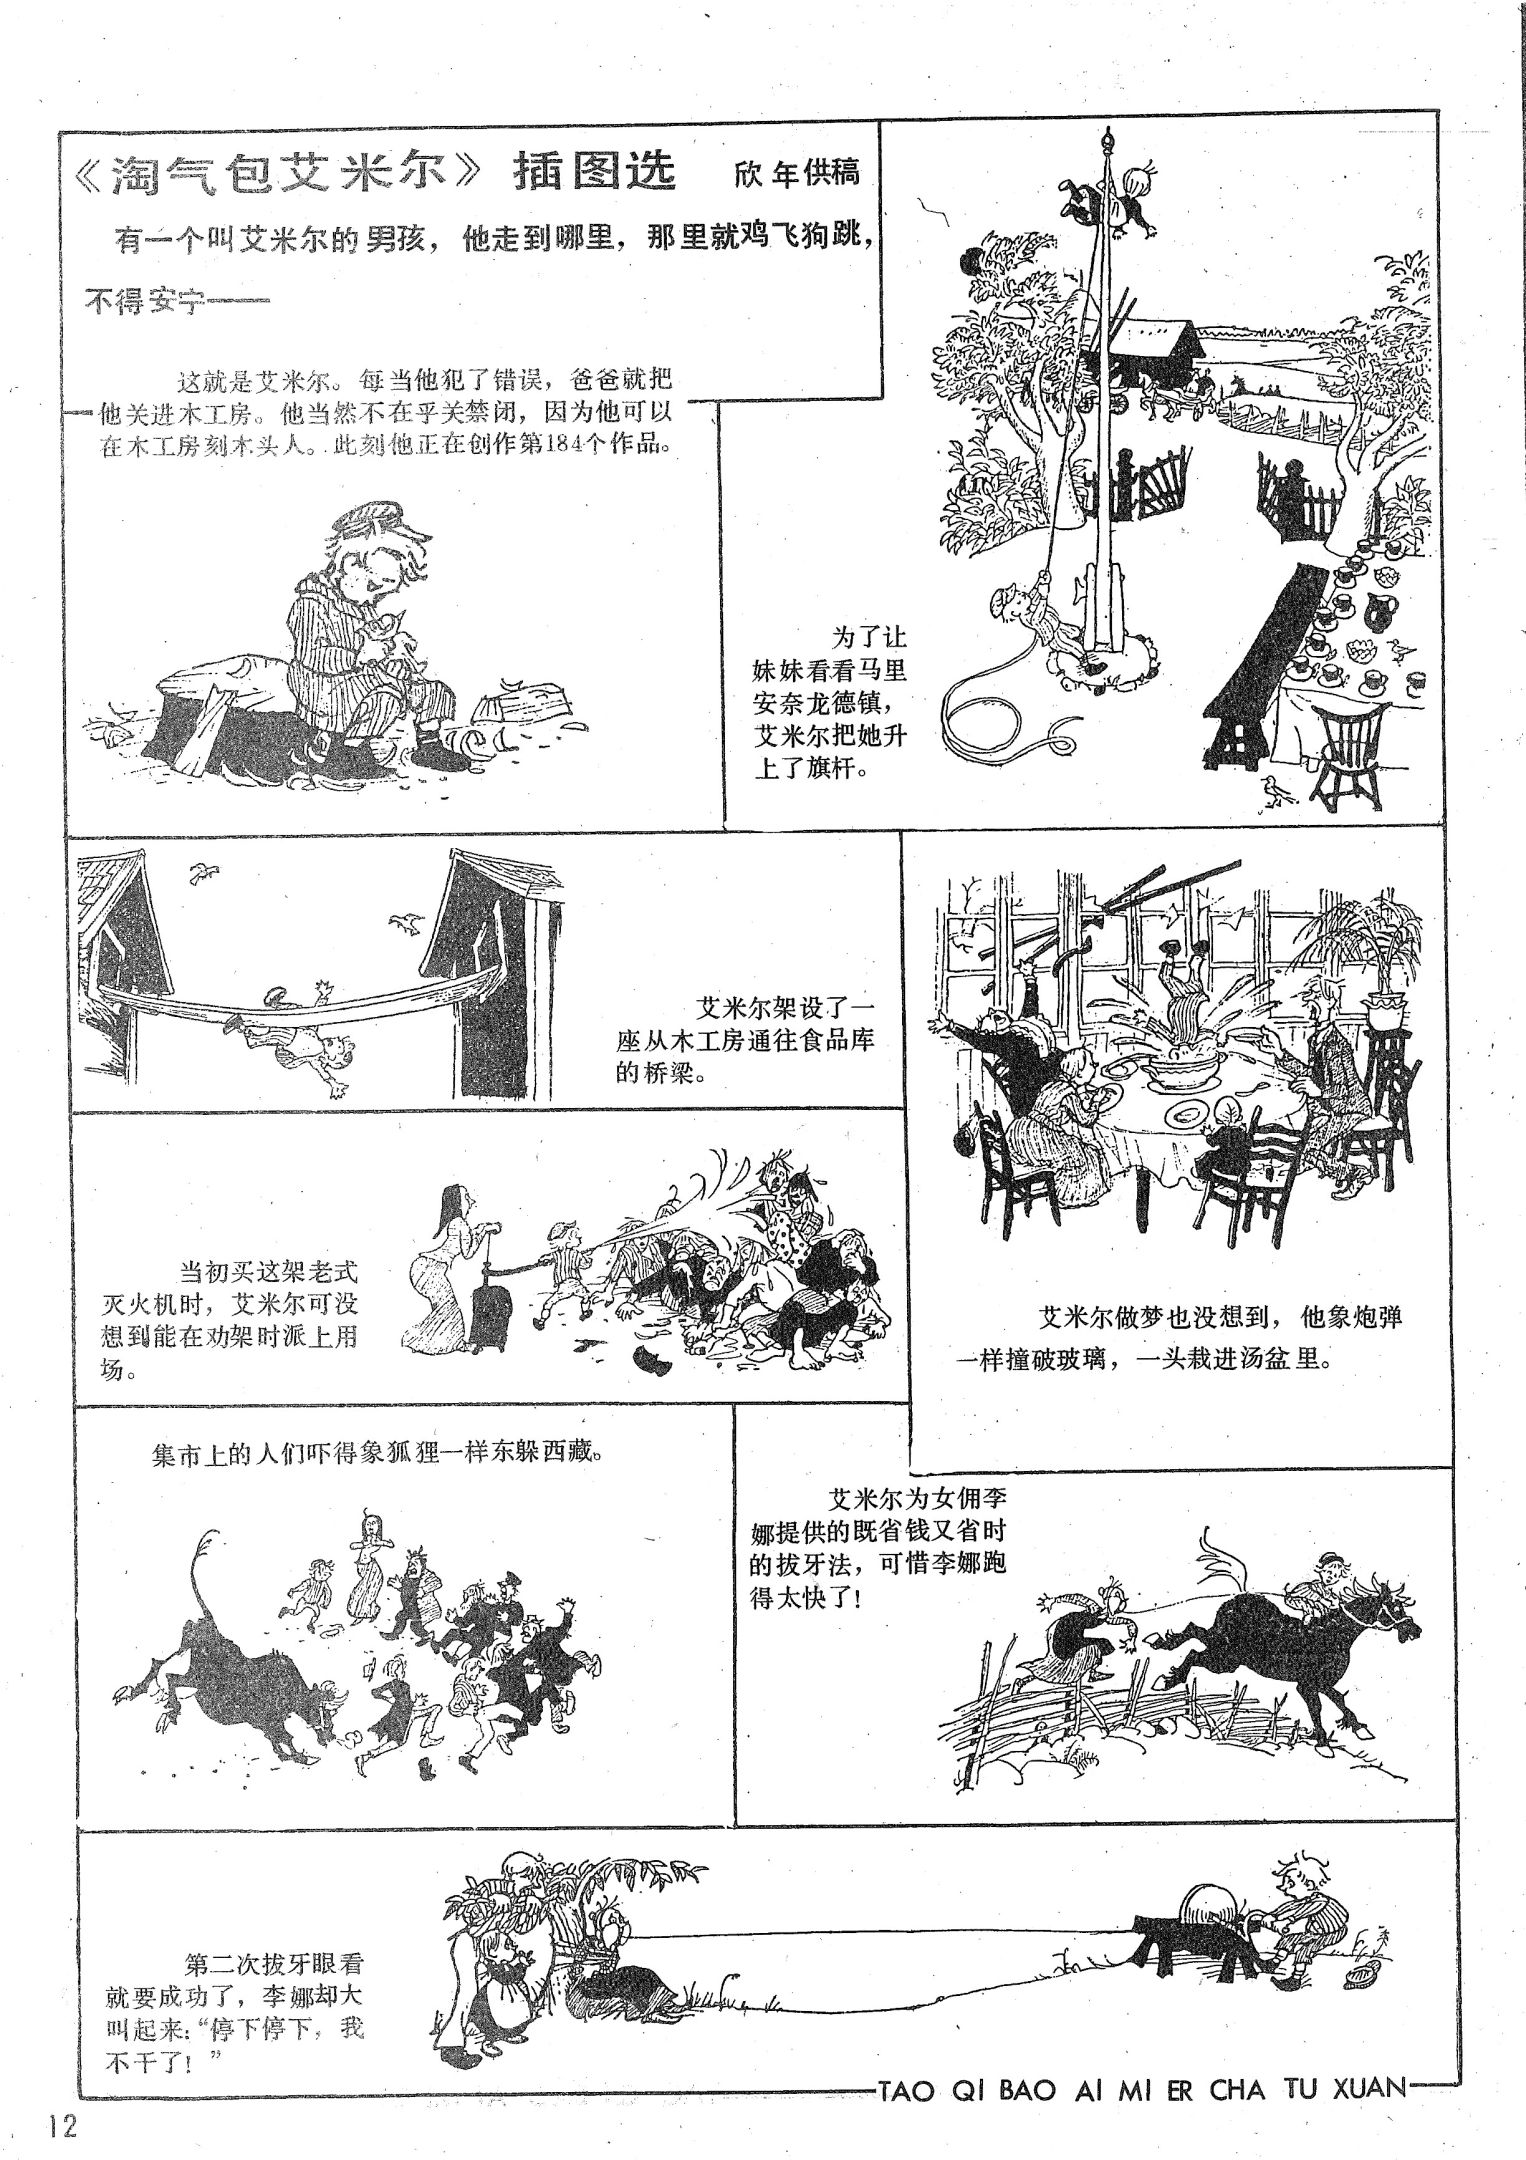 《淘气包艾米尔》插图选 欣年供稿
有一个叫艾米尔的男孩，他走到哪里，那里就鸡飞狗跳，
不得安宁——
这就是艾米尔。每当他犯了错误，爸爸就把
他关进木工房。他当然不在乎关禁闭，因为他可以
在木工房刻木头人。此刻他正在创作第184个作品。
为了让
妹妹看看马里
安奈龙德镇，
艾米尔把她升
上了旗杆。
艾米尔架设了一
座从木工房通往食品库
的桥梁。
当初买这架老式
灭火机时，艾米尔可没
想到能在劝架时派上用
场。
艾米尔做梦也没想到，他象炮弹
一样撞破玻璃，一头栽进汤盆里。
集市上的人们吓得象狐狸一样东躲西藏。
艾米尔为女佣李
娜提供的既省钱又省时
的拔牙法，可惜李娜跑
得太快了！
第二次拔牙眼看
就要成功了，李娜却大
叫起来：“停下停下，我
不干了！”
TAO QI BAO AI MI ER CHA TU XUAN
12